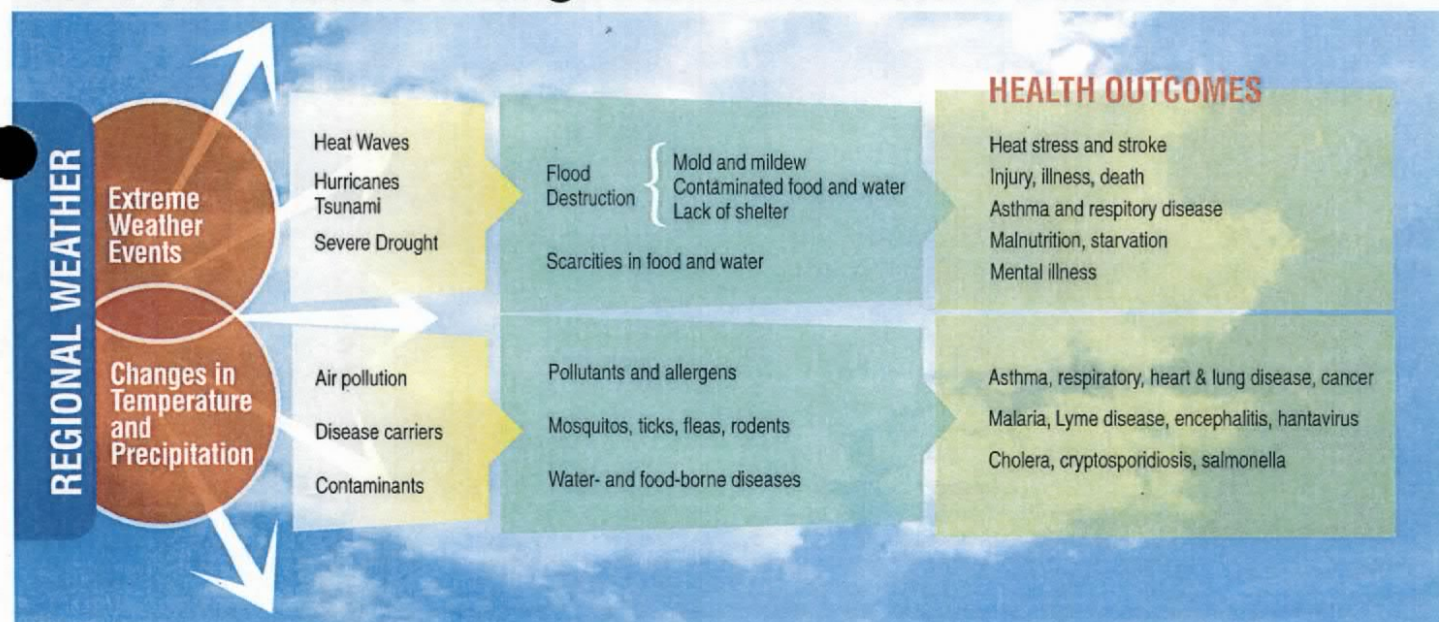 REGIONAL WEATHER
Extreme
Weather
Events
Heat Waves
Hurricanes
Tsunami
Severe Drought
Flood
Destruction
Mold and mildew
Contaminated food and water
Lack of shelter
Scarcities in food and water
HEALTH OUTCOMES
Heat stress and stroke
Injury, illness, death
Asthma and respitory disease
Malnutrition, starvation
Mental illness
Changes in
Temperature
and
Precipitation
Air pollution
Disease carriers
Contaminants
Pollutants and allergens
Mosquitos, ticks, fleas, rodents
Water- and food-borne diseases
Asthma, respiratory, heart & lung disease, cancer
Malaria, Lyme disease, encephalitis, hantavirus
Cholera, cryptosporidiosis, salmonella